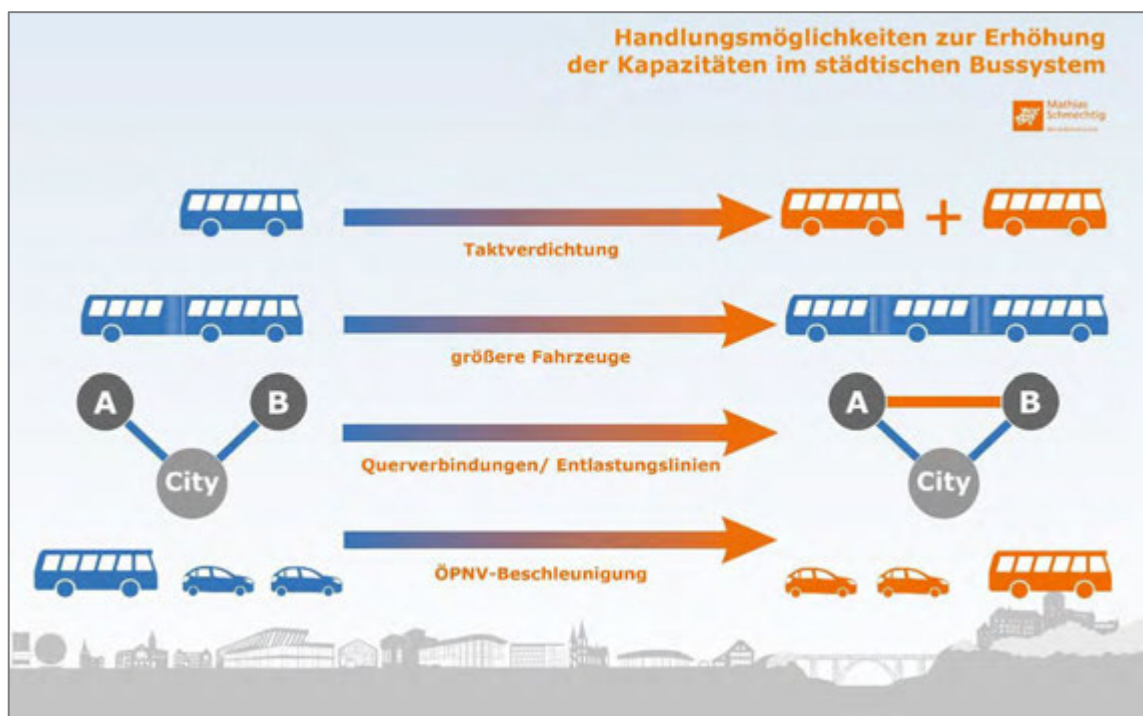 Handlungsmöglichkeiten zur Erhöhung
der Kapazitäten im städtischen Bussystem
Mathias
Schmechtig
Taktverdichtung
größere Fahrzeuge
A
B
A
B
Querverbindungen/ Entlastungslinien
City
City
ÖPNV-Beschleunigung